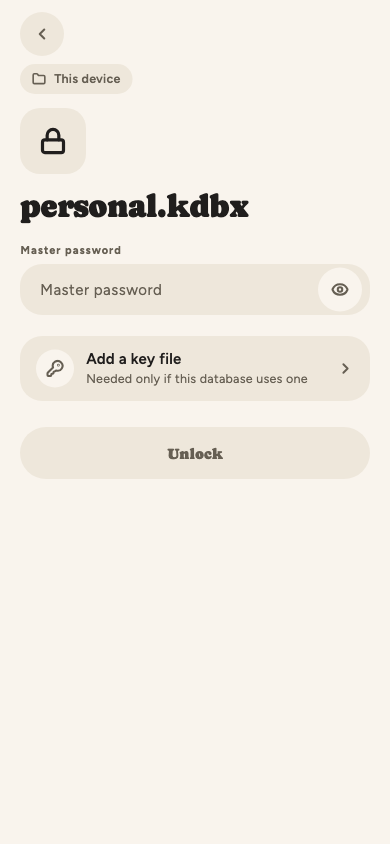 This device
personal.kdbx
Master password
Master password
Add a key file
Needed only if this database uses one
Unlock